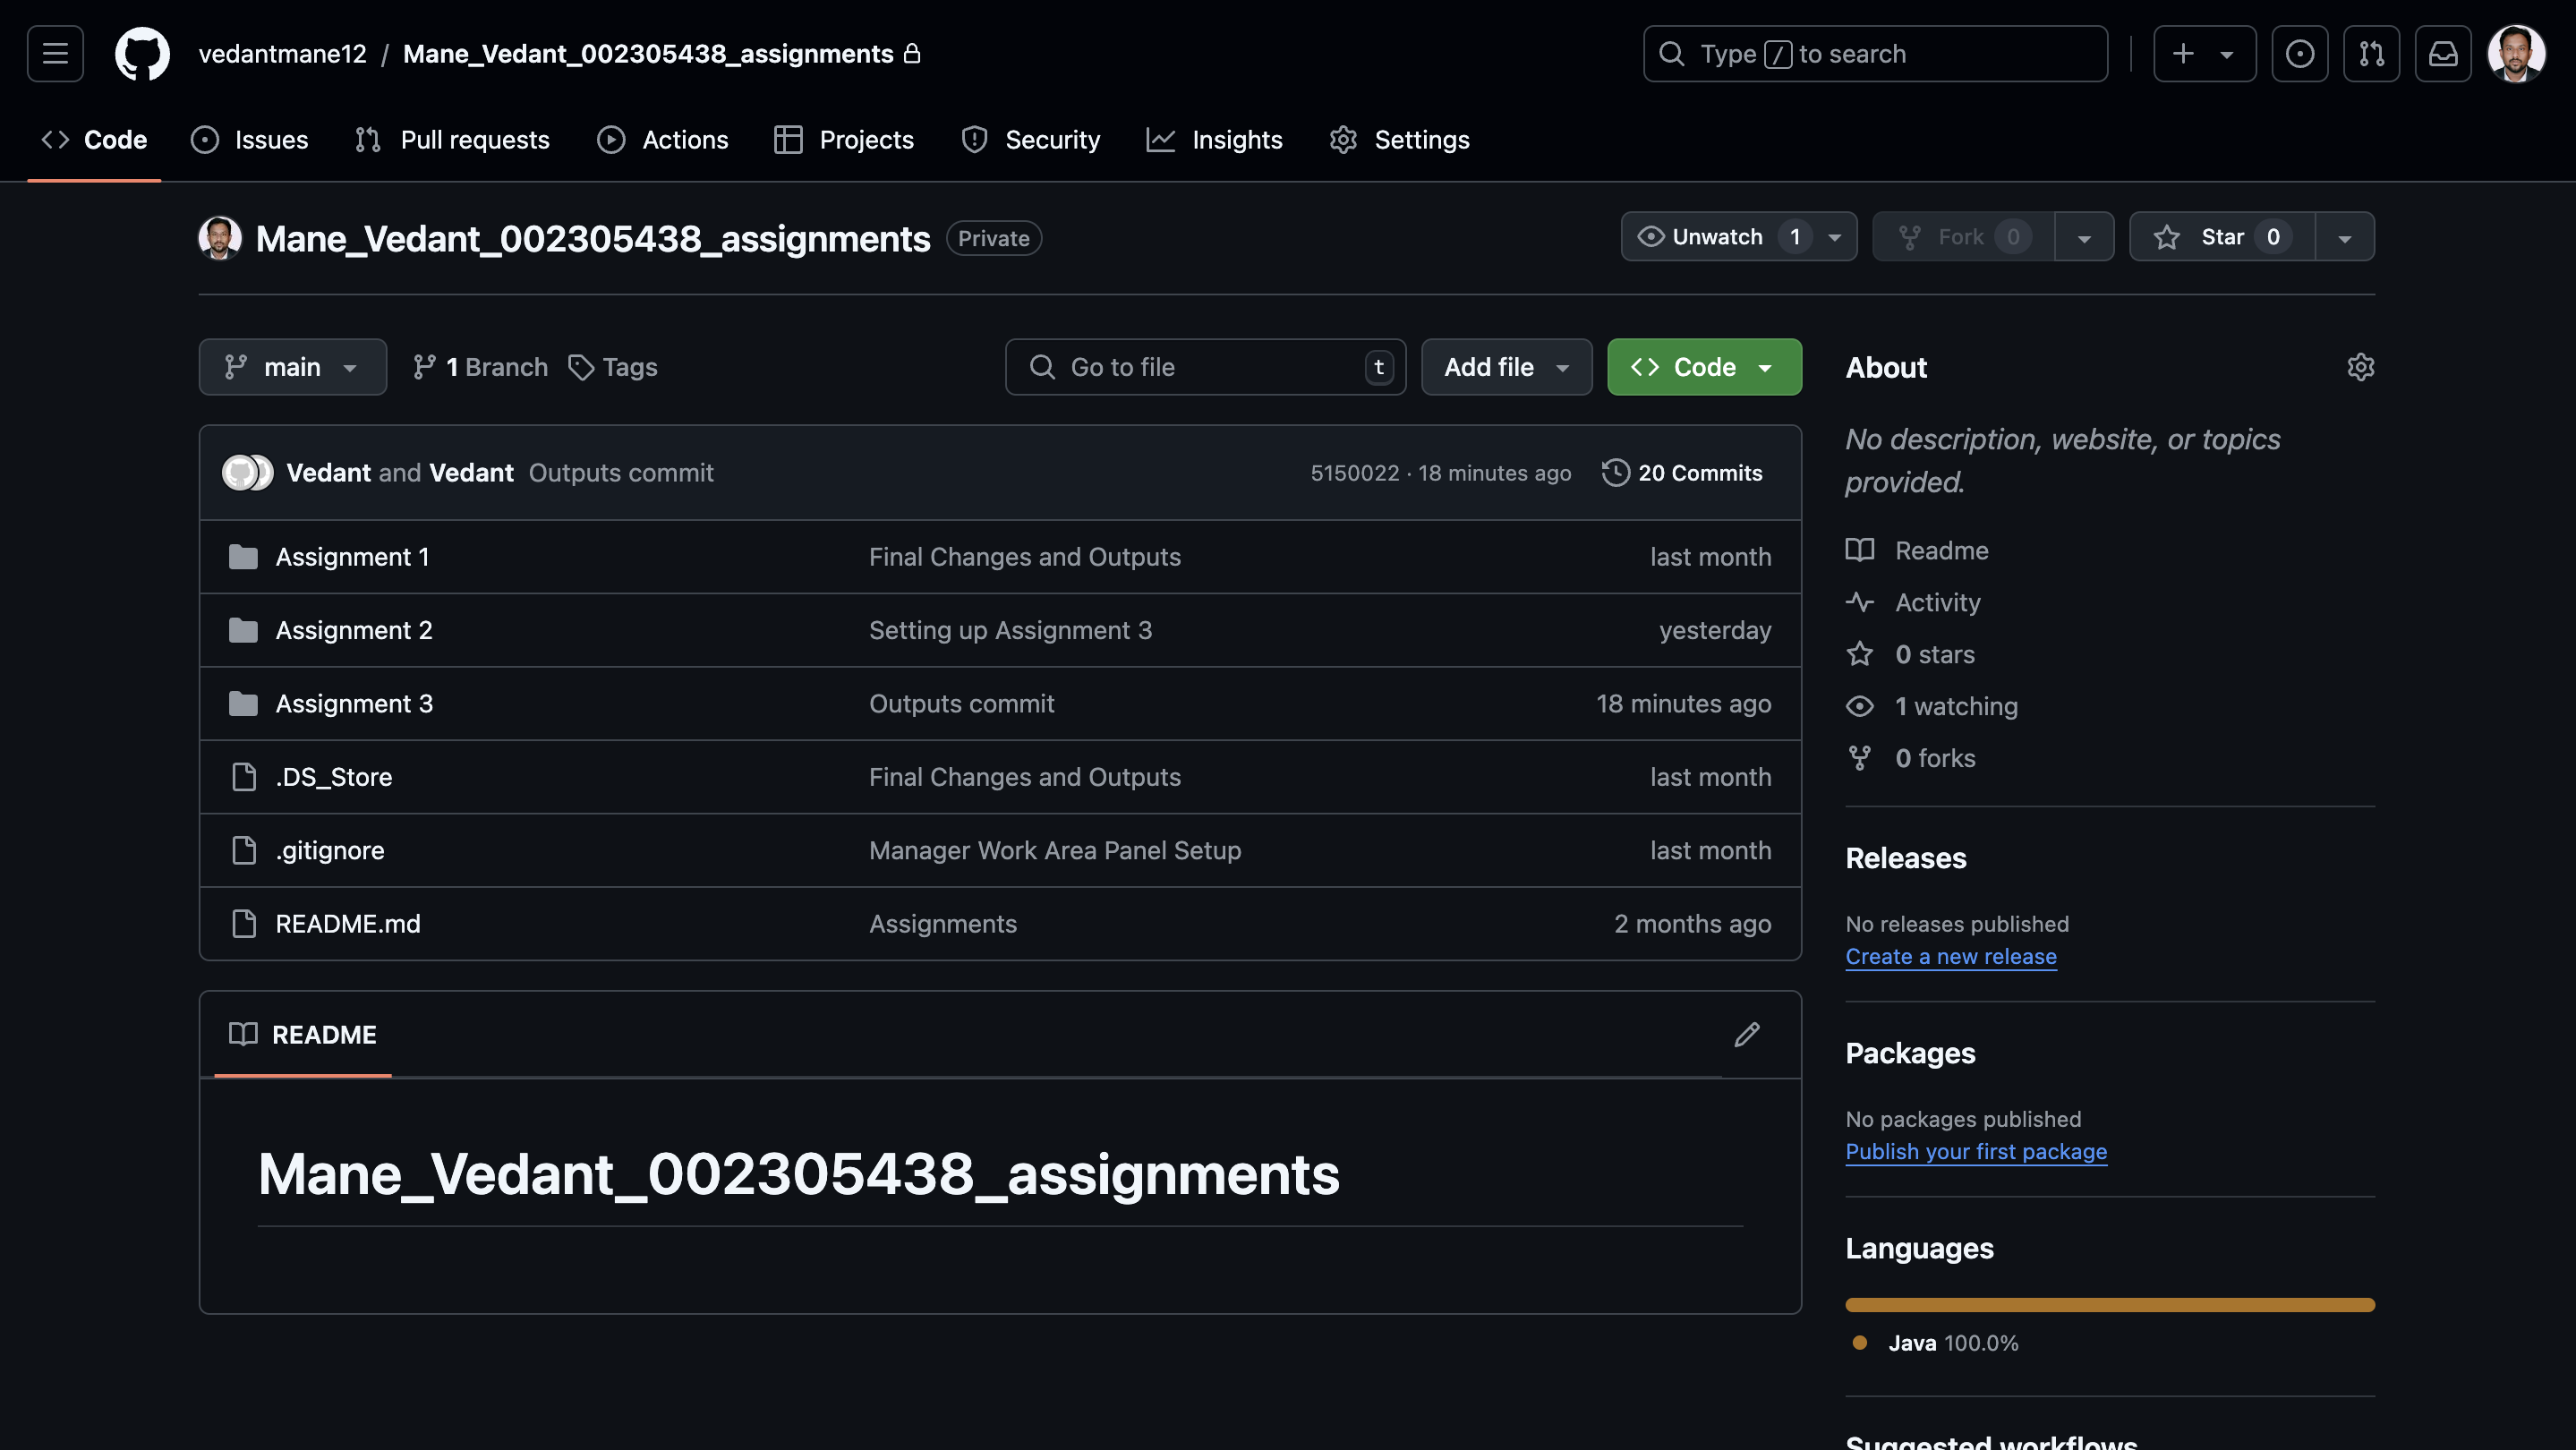 vedantmane12 / Mane_Vedant_002305438_assignments
Type / to search
Code Issues Pull requests Actions Projects Security Insights Settings
Mane_Vedant_002305438_assignments Private
Unwatch 1 Fork 0 Star 0
main 1 Branch Tags
Go to file t Add file Code
Vedant and Vedant Outputs commit 5150022 · 18 minutes ago 20 Commits
Assignment 1 Final Changes and Outputs last month
Assignment 2 Setting up Assignment 3 yesterday
Assignment 3 Outputs commit 18 minutes ago
.DS_Store Final Changes and Outputs last month
.gitignore Manager Work Area Panel Setup last month
README.md Assignments 2 months ago
README
Mane_Vedant_002305438_assignments
About
No description, website, or topics
provided.
Readme
Activity
0 stars
1 watching
0 forks
Releases
No releases published
Create a new release
Packages
No packages published
Publish your first package
Languages
Java 100.0%
Suggested workflows